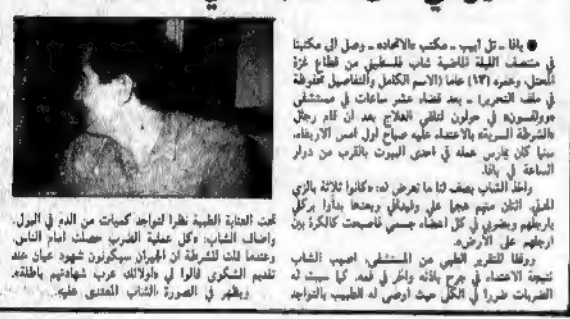 ● يافا - تل أبيب - مكتب «الاتحاد» - وصل الى مكتبنا
في منتصف الليلة الماضية شاب فلسطيني من قطاع غزة
المحتل، وعمره (١٣) عاما (الاسم الكامل والتفاصيل محفوظة
في ملف التحرير) - بعد قضاء عشر ساعات في مستشفى
«وولفسون» في حولون لتلقي العلاج بعد ان قام رجال
«الشرطة السرية» بالاعتداء عليه صباح اول امس الاربعاء،
بينما كان يمارس عمله في احدى البيوت بالقرب من دوار
الساعة في يافا.
واخذ الشاب يصف لنا ما تعرض له: «كانوا ثلاثة بالزي
المدني، اثنان منهم هجما علي وقيداني وبعدها بدأوا بركلي
بارجلهم وبضربي في كل اعضاء جسمي فاصبحت كالكرة بين
ارجلهم على الارض».
ووفقا للتقرير الطبي من المستشفى، اصيب الشاب
نتيجة الاعتداء في جرح باذنه وآخر في فمه. كما سببت له
الضربات ضررا في الكلى حيث اوصى له الطبيب بالتواجد
تحت العناية الطبية نظرا لتواجد كميات من الدم في البول.
واضاف الشاب: «كل عملية الضرب حصلت امام الناس.
وعندما قلت للشرطة ان الجيران سيكونون شهود عيان عند
تقديم الشكوى قالوا لي «اولائك عرب شهادتهم باطلة».
ويظهر في الصورة الشاب المعتدى عليه.